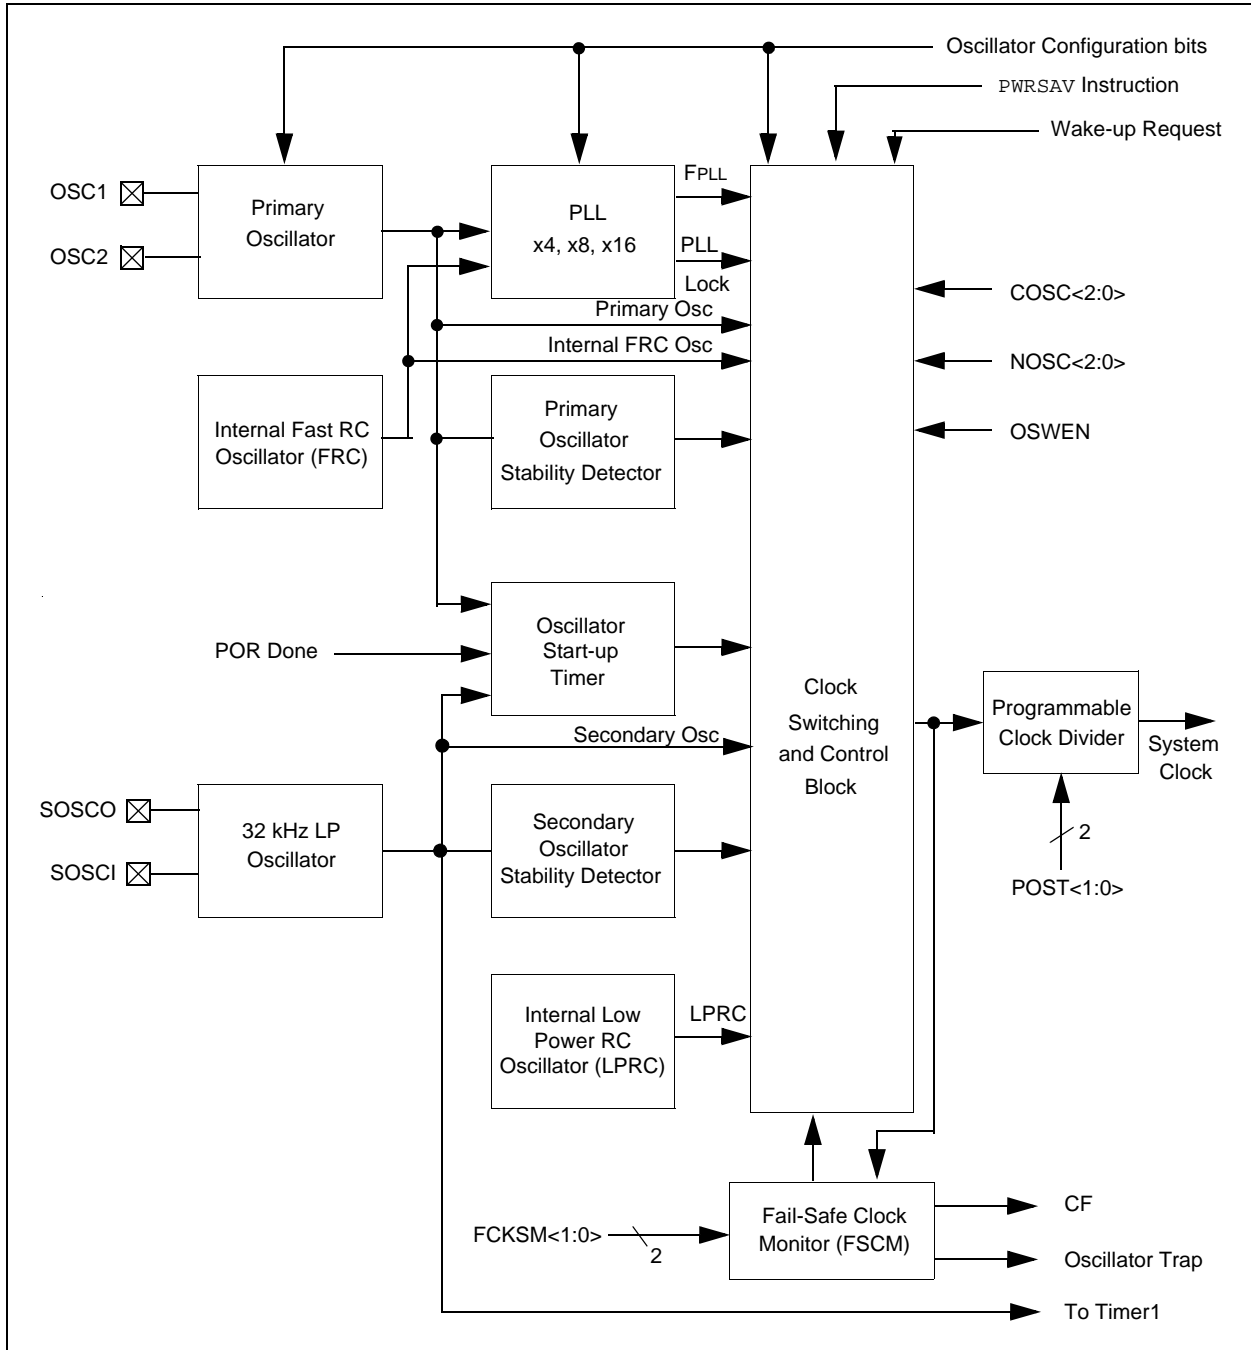 Oscillator Configuration bits
PWRSAV Instruction
Wake-up Request
OSC1
OSC2
Primary
Oscillator
PLL
x4, x8, x16
FPLL
PLL
Lock
Primary Osc
Internal FRC Osc
COSC<2:0>
NOSC<2:0>
OSWEN
Internal Fast RC
Oscillator (FRC)
Primary
Oscillator
Stability Detector
POR Done
Oscillator
Start-up
Timer
Clock
Switching
and Control
Block
Programmable
Clock Divider
System
Clock
2
POST<1:0>
Secondary Osc
SOSCO
SOSCI
32 kHz LP
Oscillator
Secondary
Oscillator
Stability Detector
Internal Low
Power RC
Oscillator (LPRC)
LPRC
FCKSM<1:0>
2
Fail-Safe Clock
Monitor (FSCM)
CF
Oscillator Trap
To Timer1